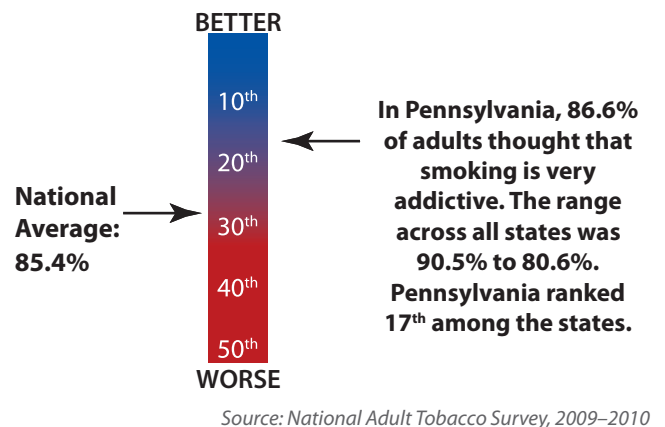 BETTER
10th
20th
30th
40th
50th
WORSE
National
Average:
85.4%
In Pennsylvania, 86.6%
of adults thought that
smoking is very
addictive. The range
across all states was
90.5% to 80.6%.
Pennsylvania ranked
17th among the states.
Source: National Adult Tobacco Survey, 2009–2010